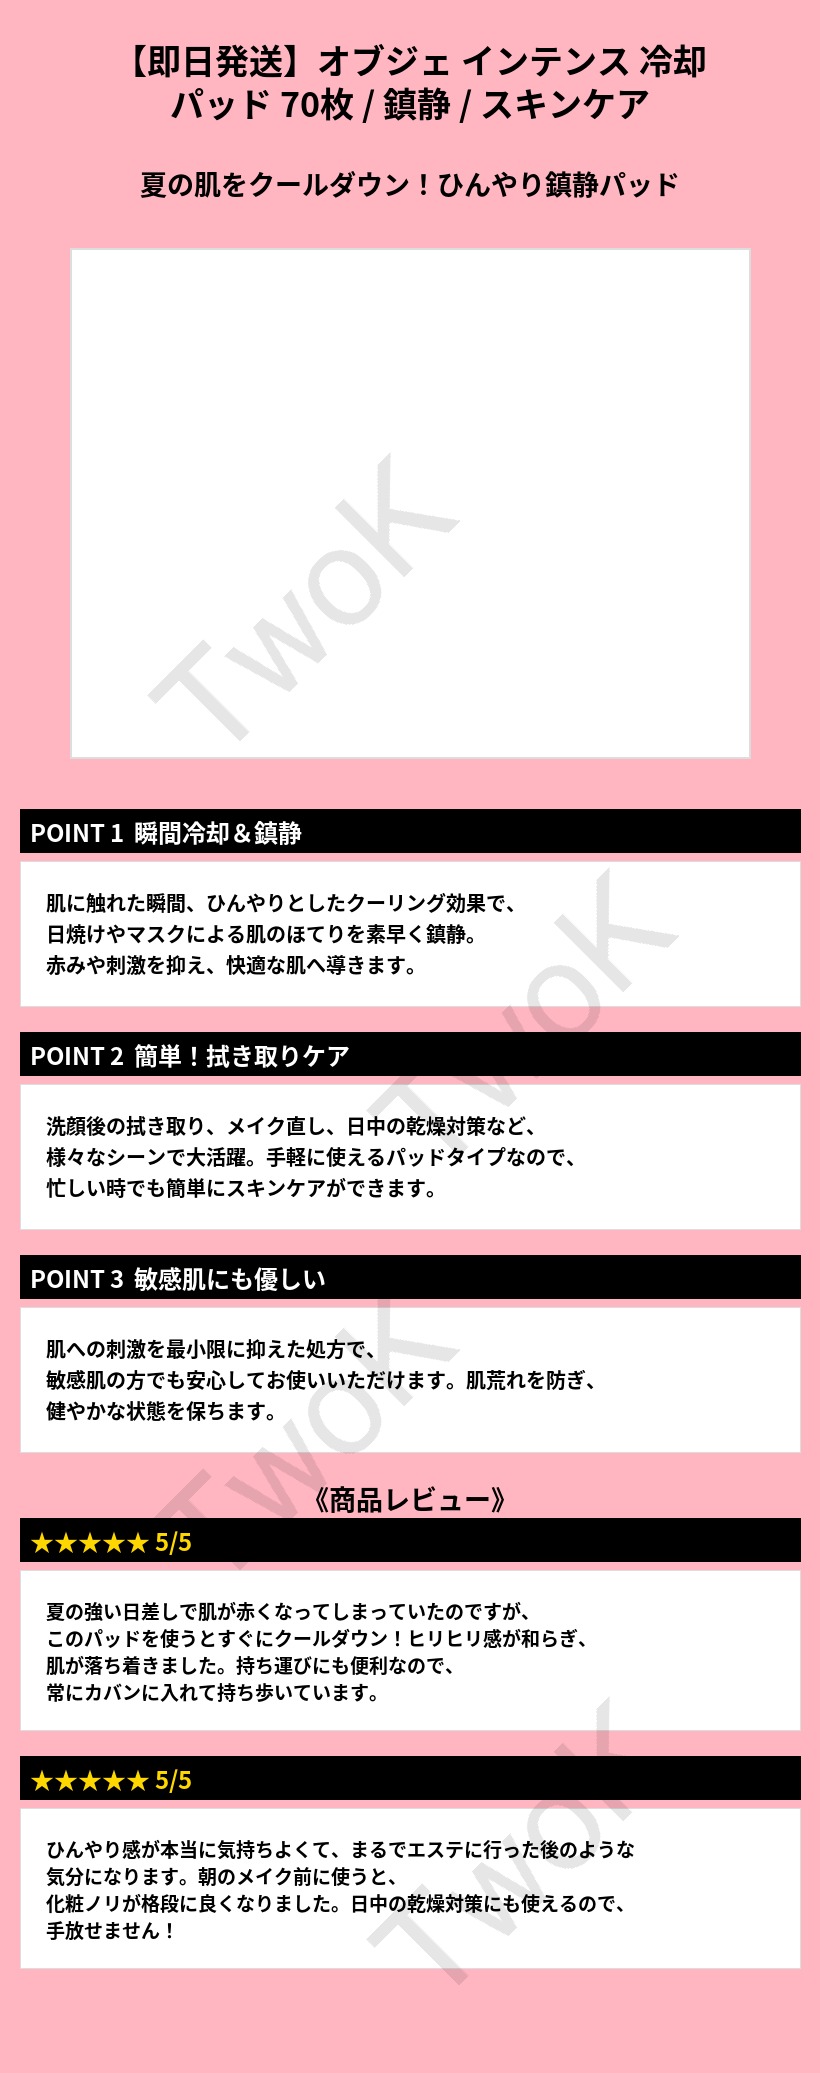 【即日発送】オブジェ インテンス 冷却
パッド 70枚 / 鎮静 / スキンケア
夏の肌をクールダウン！ひんやり鎮静パッド
TwoK
POINT 1 瞬間冷却＆鎮静
肌に触れた瞬間、ひんやりとしたクーリング効果で、
日焼けやマスクによる肌のほてりを素早く鎮静。
赤みや刺激を抑え、快適な肌へ導きます。
TwoK
POINT 2 簡単！拭き取りケア
洗顔後の拭き取り、メイク直し、日中の乾燥対策など、
様々なシーンで大活躍。手軽に使えるパッドタイプなので、
忙しい時でも簡単にスキンケアができます。
POINT 3 敏感肌にも優しい
肌への刺激を最小限に抑えた処方で、
敏感肌の方でも安心してお使いいただけます。肌荒れを防ぎ、
健やかな状態を保ちます。
TwoK
《商品レビュー》
★★★★★ 5/5
夏の強い日差しで肌が赤くなってしまっていたのですが、
このパッドを使うとすぐにクールダウン！ヒリヒリ感が和らぎ、
肌が落ち着きました。持ち運びにも便利なので、
常にカバンに入れて持ち歩いています。
★★★★★ 5/5
ひんやり感が本当に気持ちよくて、まるでエステに行った後のような
気分になります。朝のメイク前に使うと、
化粧ノリが格段に良くなりました。日中の乾燥対策にも使えるので、
手放せません！
TwoK